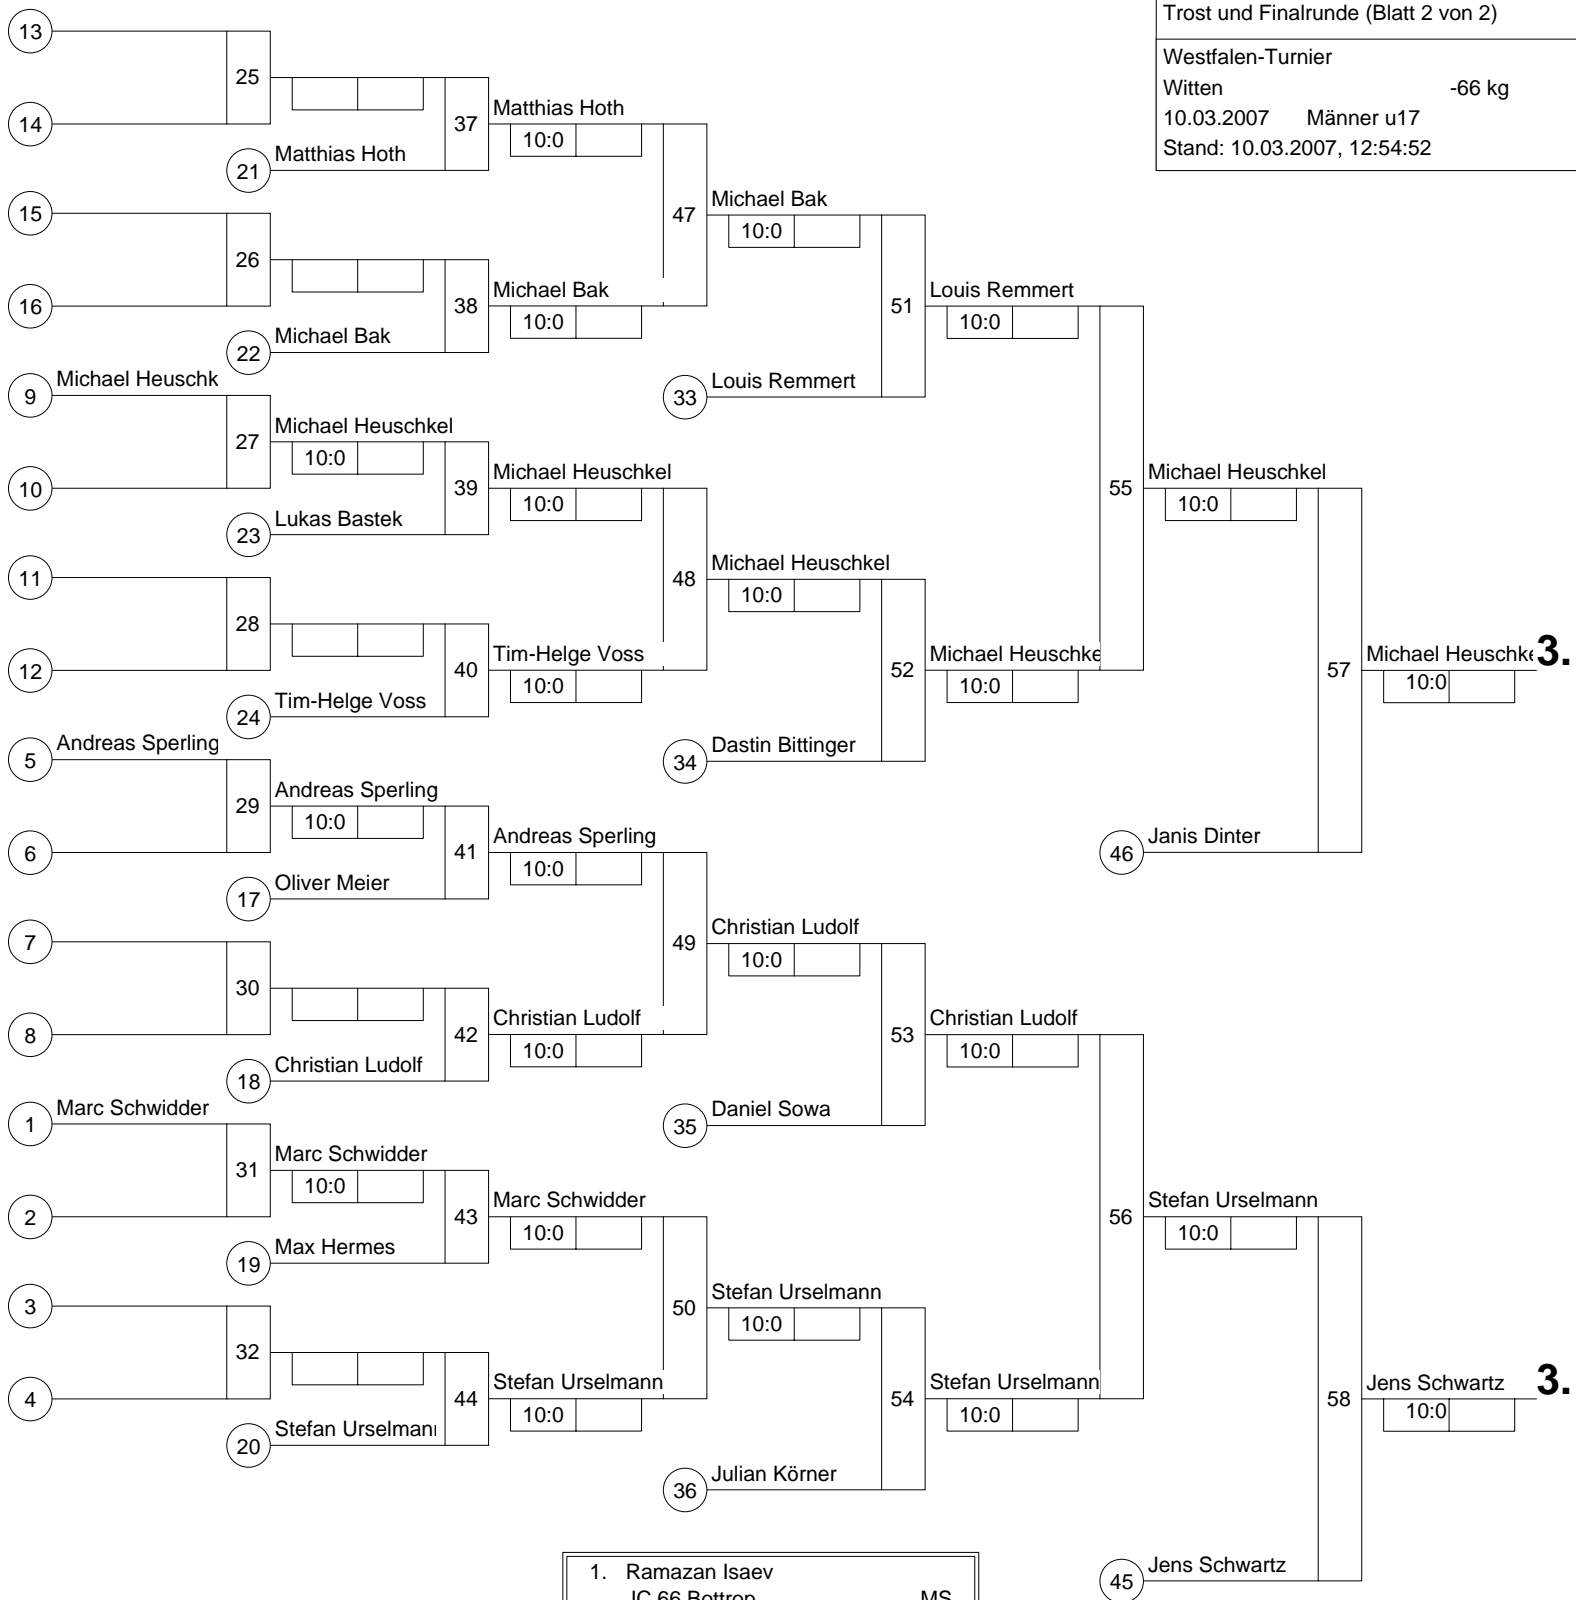 Trost und Finalrunde (Blatt 2 von 2)
Westfalen-Turnier
Witten -66 kg
10.03.2007 Männer u17
Stand: 10.03.2007, 12:54:52
13
25
14
37
Matthias Hoth
10:0
21
Matthias Hoth
15
47
Michael Bak
10:0
26
16
38
Michael Bak
10:0
51
Louis Remmert
10:0
22
Michael Bak
9
Michael Heuschk
33
Louis Remmert
27
Michael Heuschkel
10:0
10
39
Michael Heuschkel
10:0
55
Michael Heuschkel
10:0
23
Lukas Bastek
11
48
Michael Heuschkel
10:0
28
12
40
Tim-Helge Voss
10:0
52
Michael Heuschke
10:0
57
Michael Heuschke
3.
10:0
24
Tim-Helge Voss
5
Andreas Sperling
34
Dastin Bittinger
29
Andreas Sperling
10:0
6
41
Andreas Sperling
10:0
46
Janis Dinter
17
Oliver Meier
7
49
Christian Ludolf
10:0
30
8
42
Christian Ludolf
10:0
53
Christian Ludolf
10:0
18
Christian Ludolf
1
Marc Schwidder
35
Daniel Sowa
31
Marc Schwidder
10:0
2
43
Marc Schwidder
10:0
56
Stefan Urselmann
10:0
19
Max Hermes
3
50
Stefan Urselmann
10:0
32
4
44
Stefan Urselmann
10:0
54
Stefan Urselmann
10:0
58
Jens Schwartz
3.
10:0
20
Stefan Urselman
36
Julian Körner
45
Jens Schwartz
1. Ramazan Isaev
JC 66 Bottrop MS